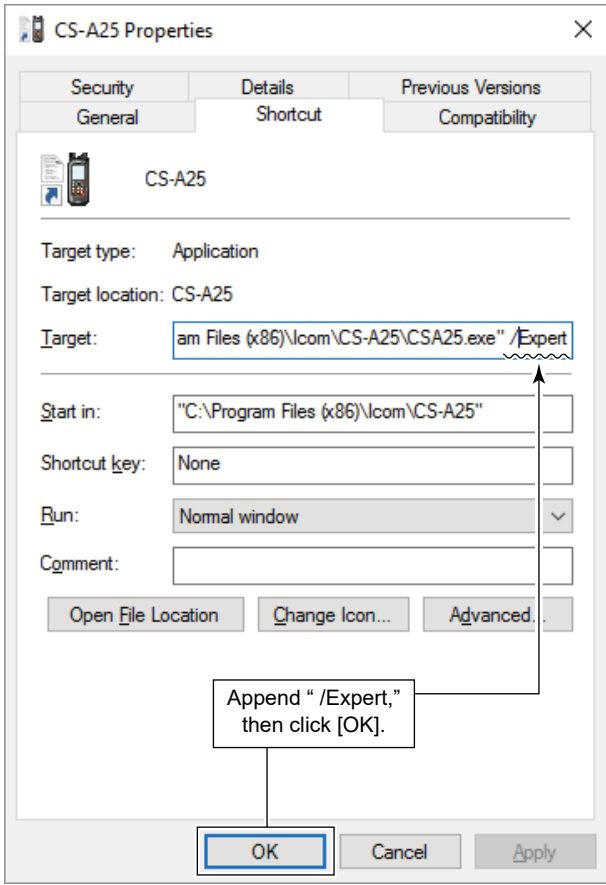 CS-A25 Properties
Security Details Previous Versions
General Shortcut Compatibility
CS-A25
Target type: Application
Target location: CS-A25
Target: am Files (x86)\Icom\CS-A25\CSA25.exe" /Expert
Start in: "C:\Program Files (x86)\Icom\CS-A25"
Shortcut key: None
Run: Normal window
Comment:
Open File Location Change Icon... Advanced...
Append “ /Expert,”
then click [OK].
OK Cancel Apply